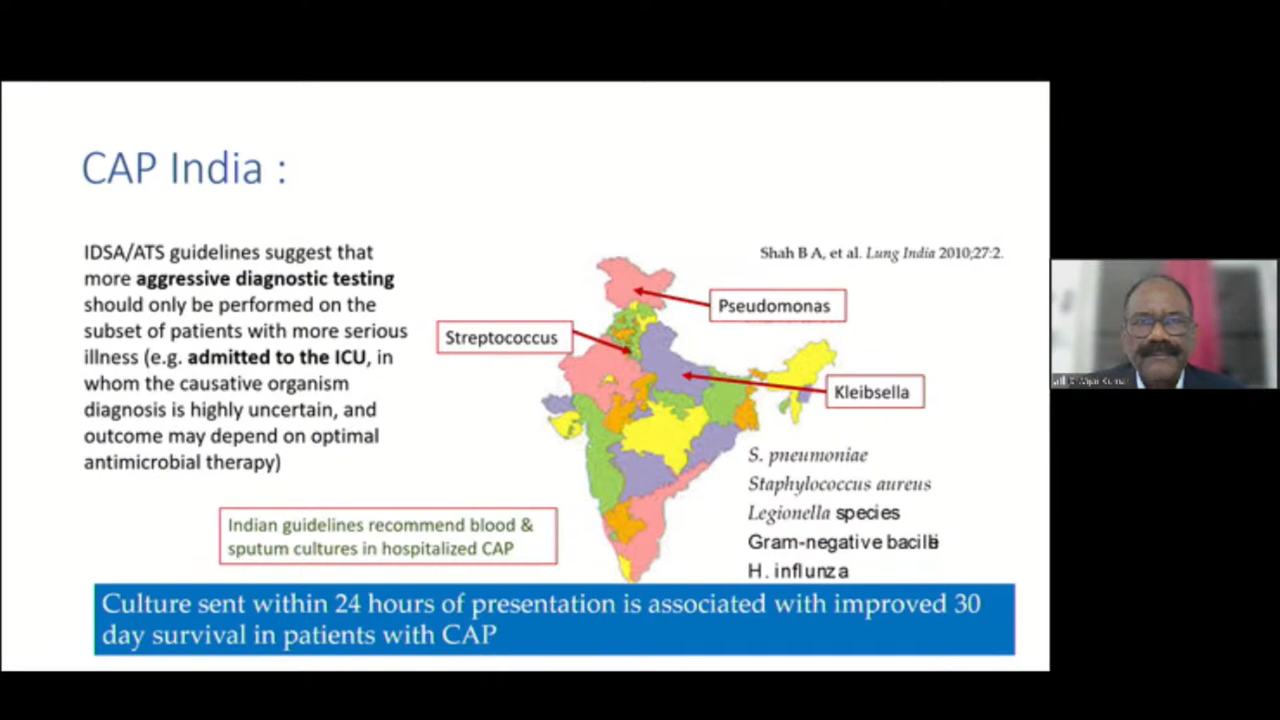 CAP India :
IDSA/ATS guidelines suggest that
more aggressive diagnostic testing
should only be performed on the
subset of patients with more serious
illness (e.g. admitted to the ICU, in
whom the causative organism
diagnosis is highly uncertain, and
outcome may depend on optimal
antimicrobial therapy)
Shah B A, et al. Lung India 2010;27:2.
Pseudomonas
Streptococcus
Kleibsella
S. pneumoniae
Staphylococcus aureus
Legionella species
Gram-negative bacilli
H. influnza
Indian guidelines recommend blood &
sputum cultures in hospitalized CAP
Culture sent within 24 hours of presentation is associated with improved 30
day survival in patients with CAP
Kumar